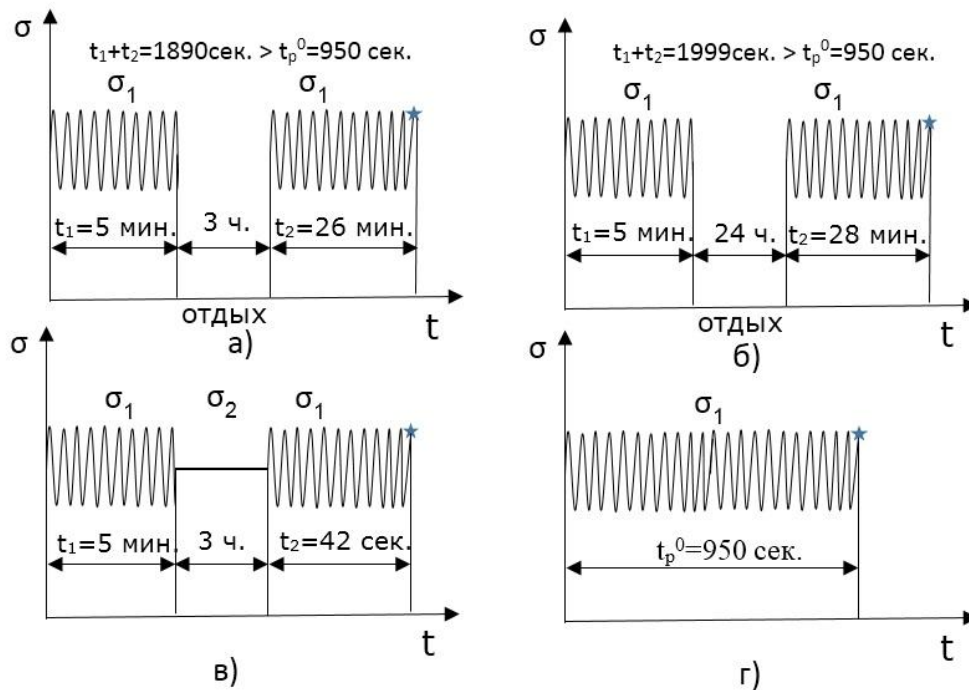 σ
t₁+t₂=1890сек. > tₚ⁰=950 сек.
σ₁ σ₁
t₁=5 мин. 3 ч. t₂=26 мин.
отдых t
а)
σ
t₁+t₂=1999сек. > tₚ⁰=950 сек.
σ₁ σ₁
t₁=5 мин. 24 ч. t₂=28 мин.
отдых t
б)
σ
σ₁ σ₂ σ₁
t₁=5 мин. 3 ч. t₂=42 сек.
t
в)
σ
σ₁
tₚ⁰=950 сек.
t
г)